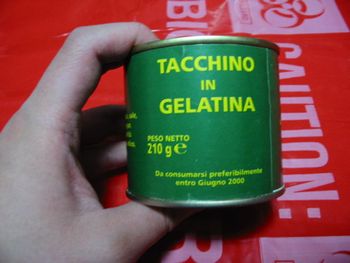 TACCHINO
IN
GELATINA
PESO NETTO
210 g e
Da consumarsi preferibilmente
entro Giugno 2000
CAUTION: